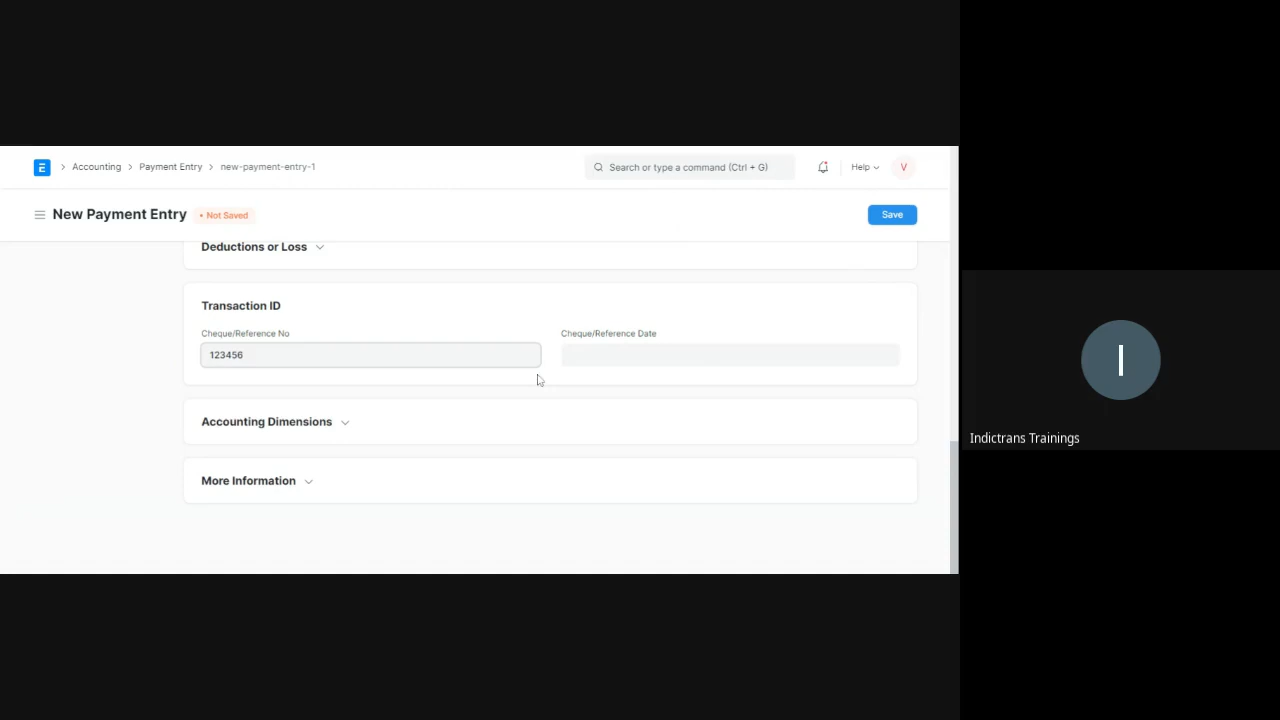 E > Accounting > Payment Entry > new-payment-entry-1
Search or type a command (Ctrl + G)
Help
V
New Payment Entry
• Not Saved
Save
Deductions or Loss
Transaction ID
Cheque/Reference No
Cheque/Reference Date
123456
Accounting Dimensions
More Information
I
Indictrans Trainings